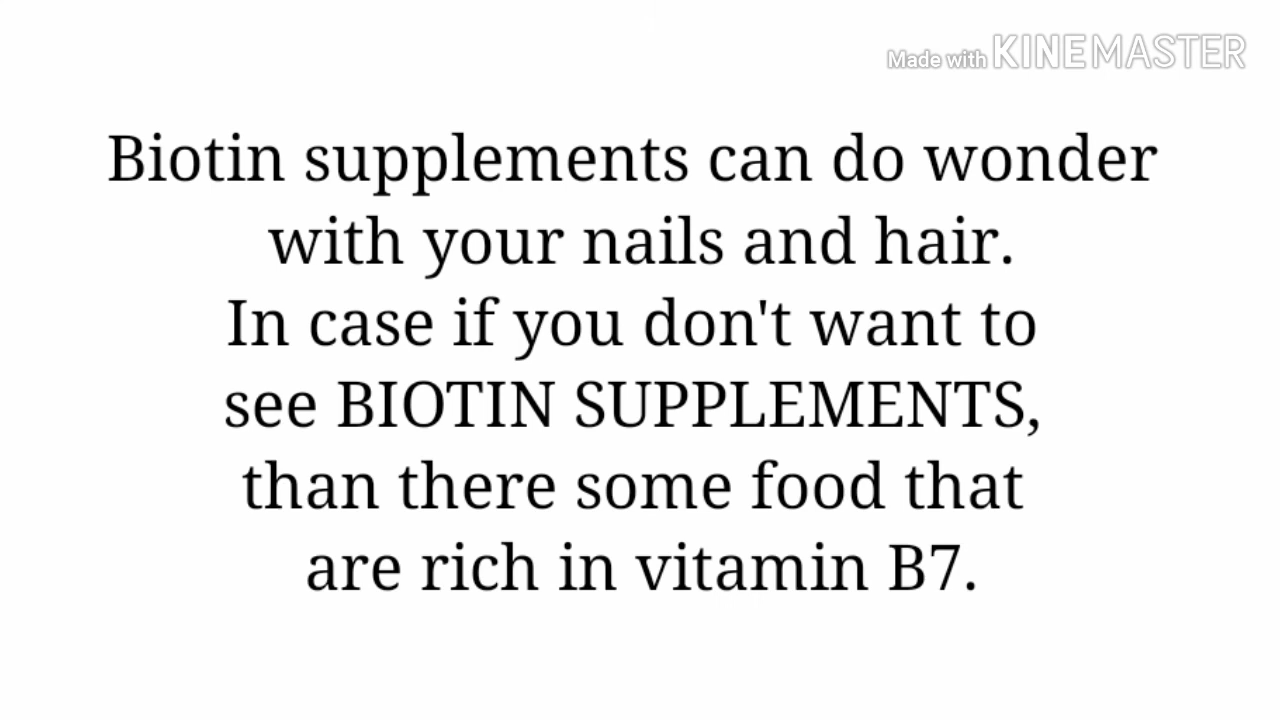 Made with KINEMASTER
Biotin supplements can do wonder
with your nails and hair.
In case if you don't want to
see BIOTIN SUPPLEMENTS,
than there some food that
are rich in vitamin B7.